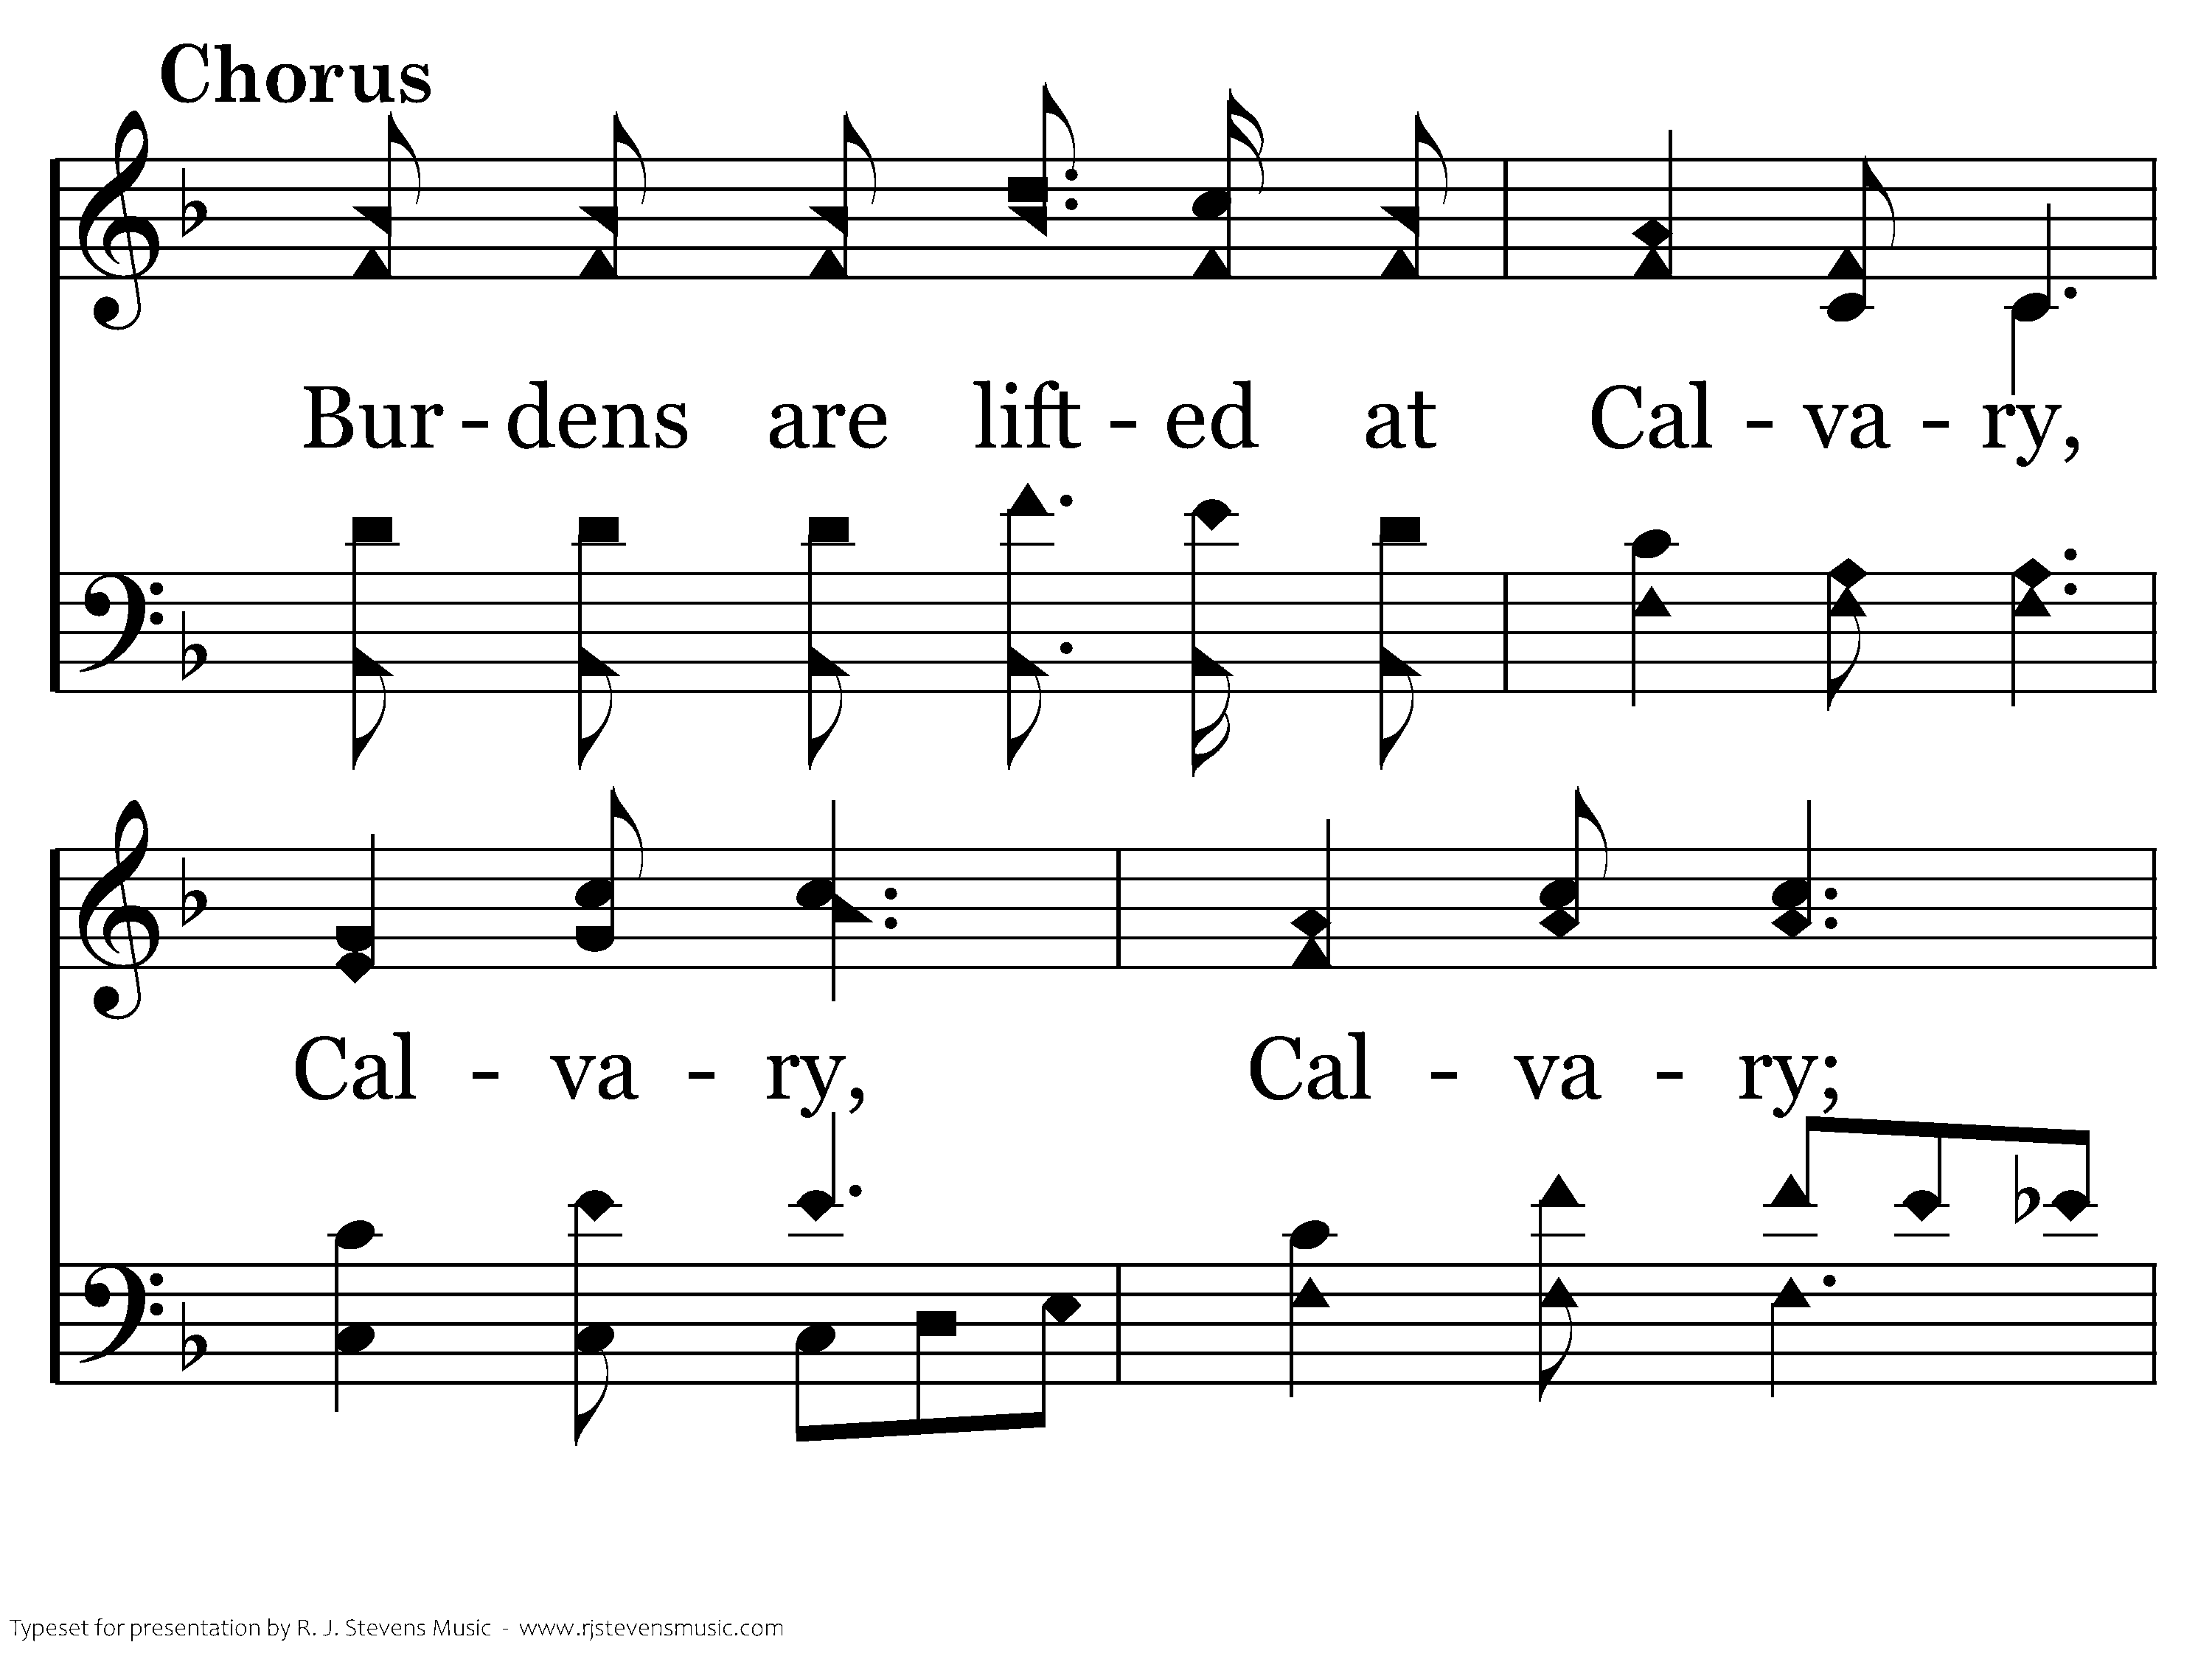 Chorus
Bur - dens are lift - ed at Cal - va - ry,
Cal - va - ry, Cal - va - ry;
Typeset for presentation by R. J. Stevens Music - www.rjstevensmusic.com